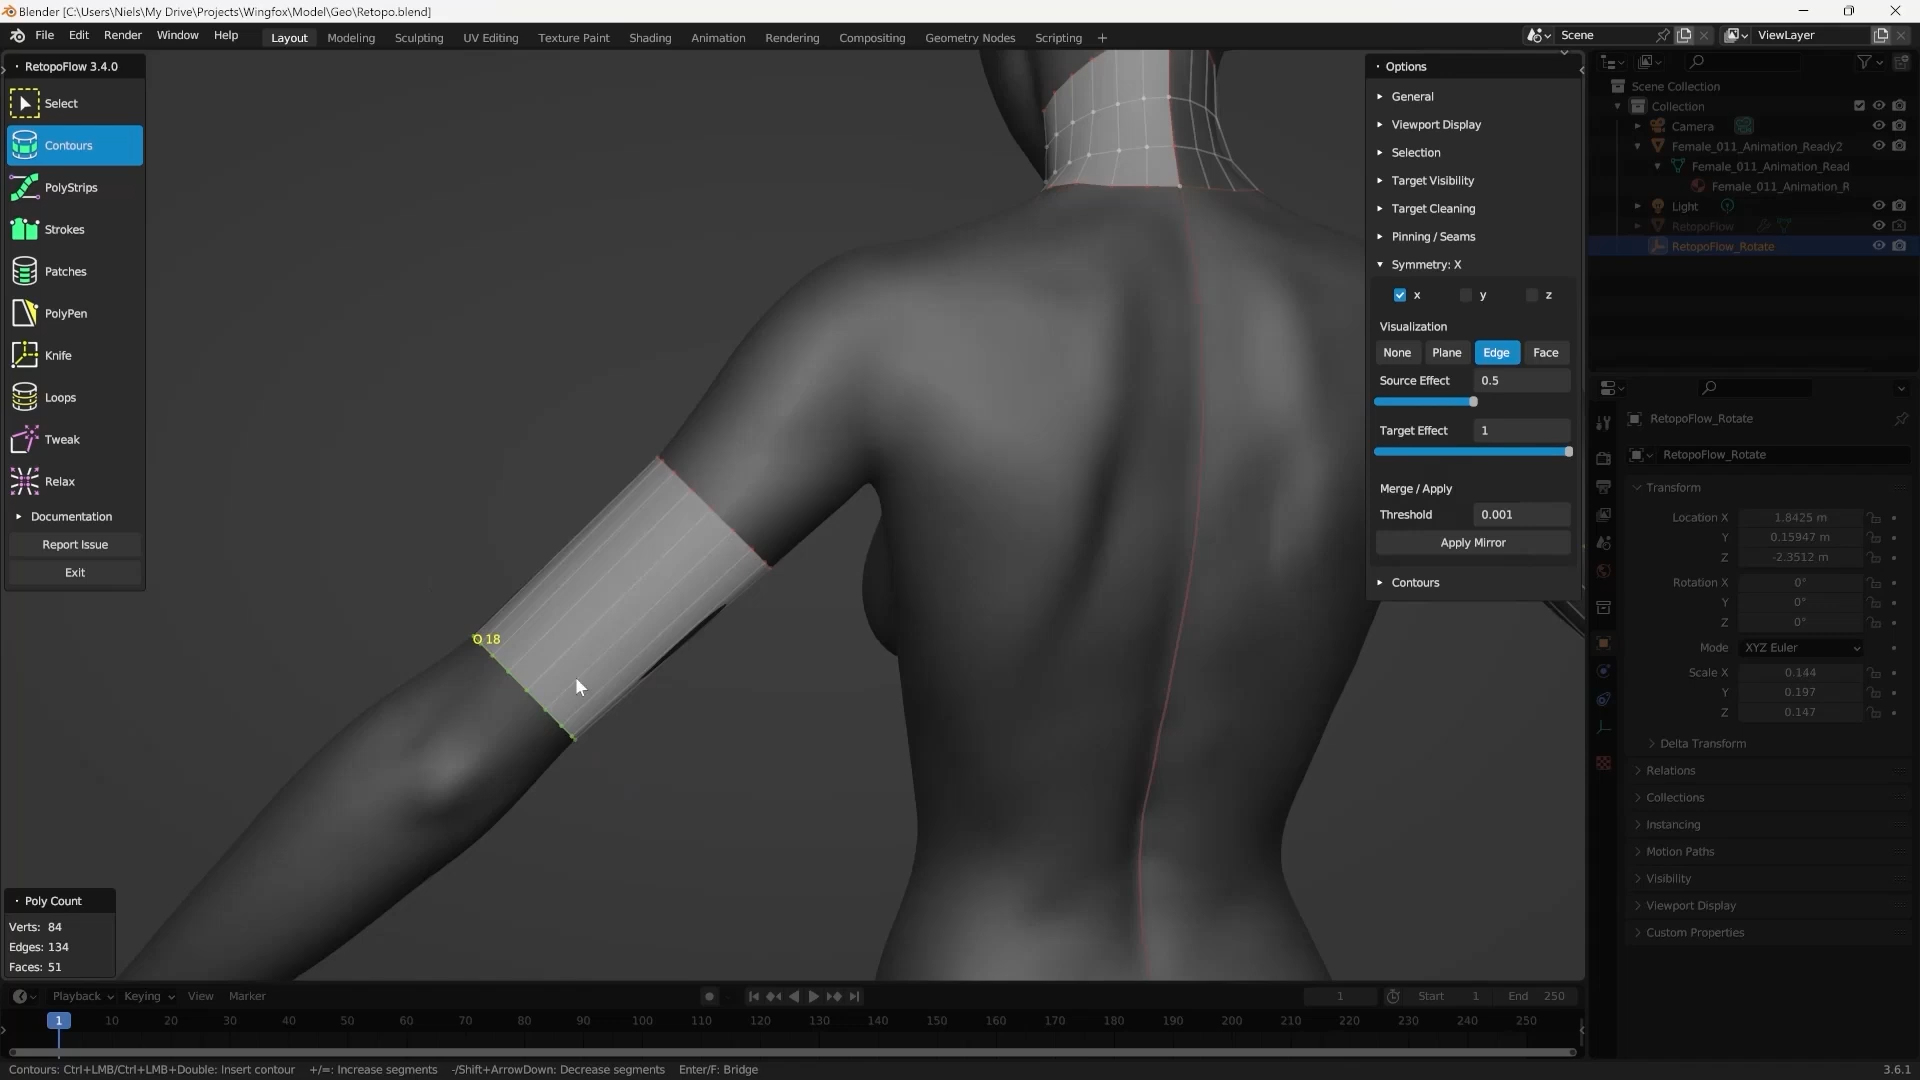 Blender [C:\Users\Niels\My Drive\Projects\Wingfox\Model\Geo\Retopo.blend]
File Edit Render Window Help Layout Modeling Sculpting UV Editing Texture Paint Shading Animation Rendering Compositing Geometry Nodes Scripting + Scene ViewLayer
RetopoFlow 3.4.0
Select
Contours
PolyStrips
Strokes
Patches
PolyPen
Knife
Loops
Tweak
Relax
Documentation
Report Issue
Exit
O 18
Poly Count
Verts: 84
Edges: 134
Faces: 51
Options
General
Viewport Display
Selection
Target Visibility
Target Cleaning
Pinning / Seams
Symmetry: X
x y z
Visualization
None Plane Edge Face
Source Effect 0.5
Target Effect 1
Merge / Apply
Threshold 0.001
Apply Mirror
Contours
Scene Collection
Collection
Camera
Female_011_Animation_Ready2
Female_011_Animation_Read
Female_011_Animation_R
Light
RetopoFlow
RetopoFlow_Rotate
RetopoFlow_Rotate
RetopoFlow_Rotate
Transform
Location X 1.8425 m
Y 0.15947 m
Z -2.3512 m
Rotation X 0°
Y 0°
Z 0°
Mode XYZ Euler
Scale X 0.144
Y 0.197
Z 0.147
Delta Transform
Relations
Collections
Instancing
Motion Paths
Visibility
Viewport Display
Custom Properties
Playback Keying View Marker 1 Start 1 End 250
1 10 20 30 40 50 60 70 80 90 100 110 120 130 140 150 160 170 180 190 200 210 220 230 240 250
Contours: Ctrl+LMB/Ctrl+LMB+Double: Insert contour +/=: Increase segments -/Shift+ArrowDown: Decrease segments Enter/F: Bridge 3.6.1